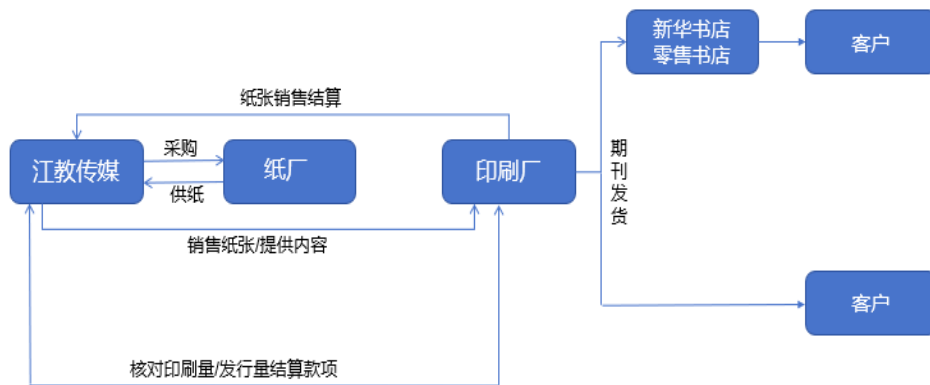 新华书店
零售书店
客户
纸张销售结算
江教传媒
采购
供纸
纸厂
印刷厂
期刊发货
销售纸张/提供内容
客户
核对印刷量/发行量结算款项